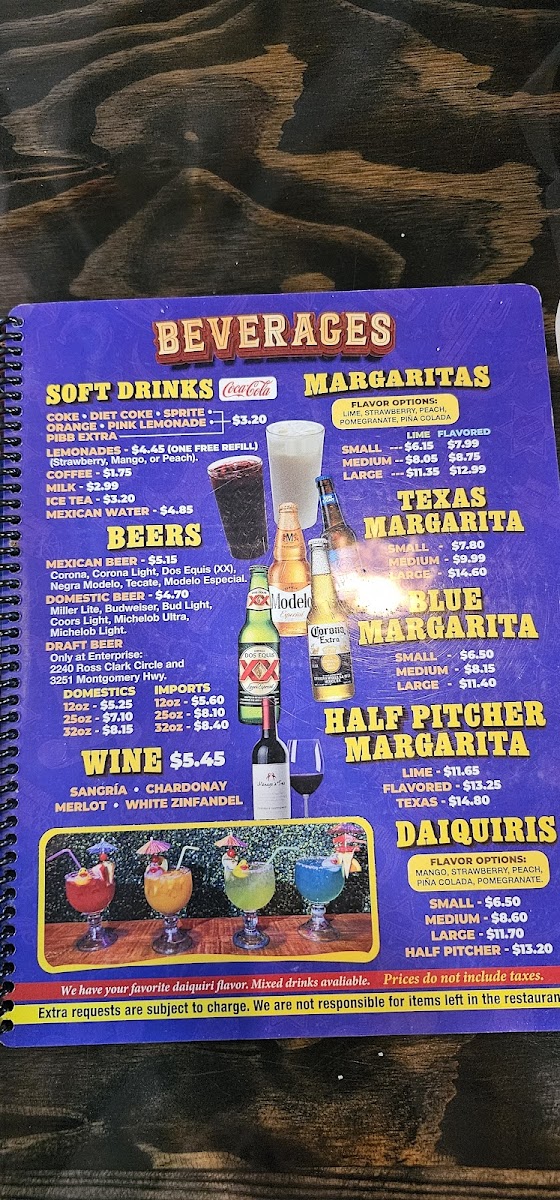 BEVERAGES
SOFT DRINKS Coca-Cola
COKE • DIET COKE • SPRITE •
ORANGE • PINK LEMONADE •
PIBB EXTRA
$3.20
LEMONADES - $4.45 (ONE FREE REFILL)
(Strawberry, Mango, or Peach).
COFFEE - $1.75
MILK - $2.99
ICE TEA - $3.20
MEXICAN WATER - $4.85
BEERS
MEXICAN BEER - $5.15
Corona, Corona Light, Dos Equis (XX),
Negra Modelo, Tecate, Modelo Especial.
DOMESTIC BEER - $4.70
Miller Lite, Budweiser, Bud Light,
Coors Light, Michelob Ultra,
Michelob Light.
DRAFT BEER
Only at Enterprise:
2240 Ross Clark Circle and
3251 Montgomery Hwy.
DOMESTICS
12oz - $5.25
25oz - $7.10
32oz - $8.15
IMPORTS
12oz - $5.60
25oz - $8.10
32oz - $8.40
WINE $5.45
SANGRÍA • CHARDONAY
MERLOT • WHITE ZINFANDEL
MARGARITAS
FLAVOR OPTIONS:
LIME, STRAWBERRY, PEACH,
POMEGRANATE, PIÑA COLADA
LIME FLAVORED
SMALL --- $6.15 $7.99
MEDIUM -- $8.05 $8.75
LARGE --- $11.35 $12.99
TEXAS
MARGARITA
SMALL - $7.80
MEDIUM - $9.99
LARGE - $14.60
BLUE
MARGARITA
SMALL - $6.50
MEDIUM - $8.15
LARGE - $11.40
Modelo
Especial
XX
DOS EQUIS
XX
Corona
Extra
HALF PITCHER
MARGARITA
LIME - $11.65
FLAVORED - $13.25
TEXAS - $14.80
DAIQUIRIS
FLAVOR OPTIONS:
MANGO, STRAWBERRY, PEACH,
PIÑA COLADA, POMEGRANATE.
SMALL - $6.50
MEDIUM - $8.60
LARGE - $11.70
HALF PITCHER - $13.20
We have your favorite daiquiri flavor. Mixed drinks avaliable. Prices do not include taxes.
Extra requests are subject to charge. We are not responsible for items left in the restauran